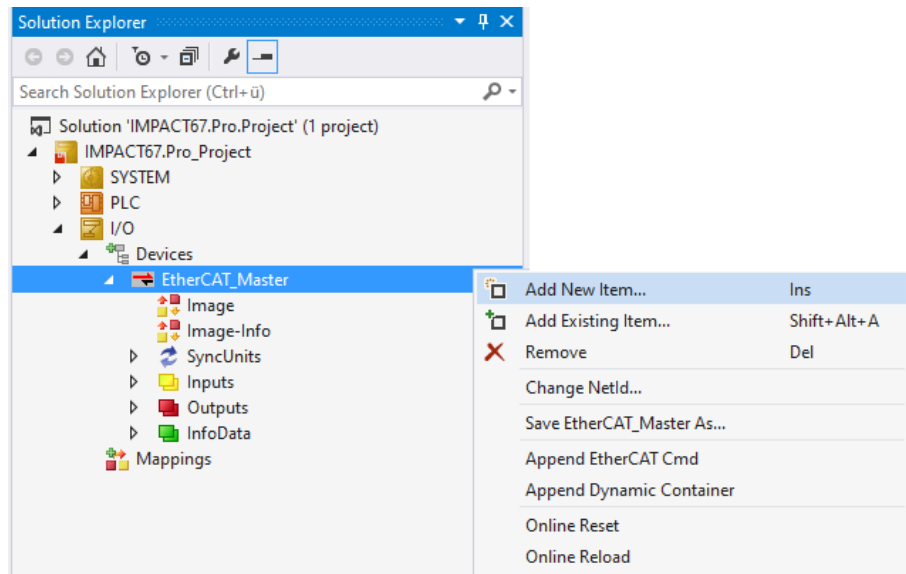 Solution Explorer
Search Solution Explorer (Ctrl+ü)
Solution 'IMPACT67.Pro.Project' (1 project)
IMPACT67.Pro_Project
SYSTEM
PLC
I/O
Devices
EtherCAT_Master
Image
Image-Info
SyncUnits
Inputs
Outputs
InfoData
Mappings
Add New Item... Ins
Add Existing Item... Shift+Alt+A
Remove Del
Change NetId...
Save EtherCAT_Master As...
Append EtherCAT Cmd
Append Dynamic Container
Online Reset
Online Reload